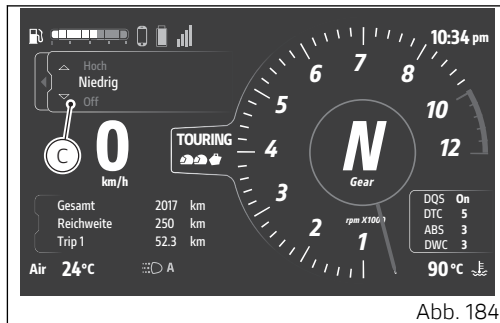 10:34 pm
Hoch
Niedrig
Off
C
0
km/h
TOURING
1
2
3
4
5
6
7
8
10
12
N
Gear
rpm X1000
Gesamt 2017 km
Reichweite 250 km
Trip 1 52.3 km
DQS On
DTC 5
ABS 3
DWC 3
Air 24°C
A
90 °C
Abb. 184